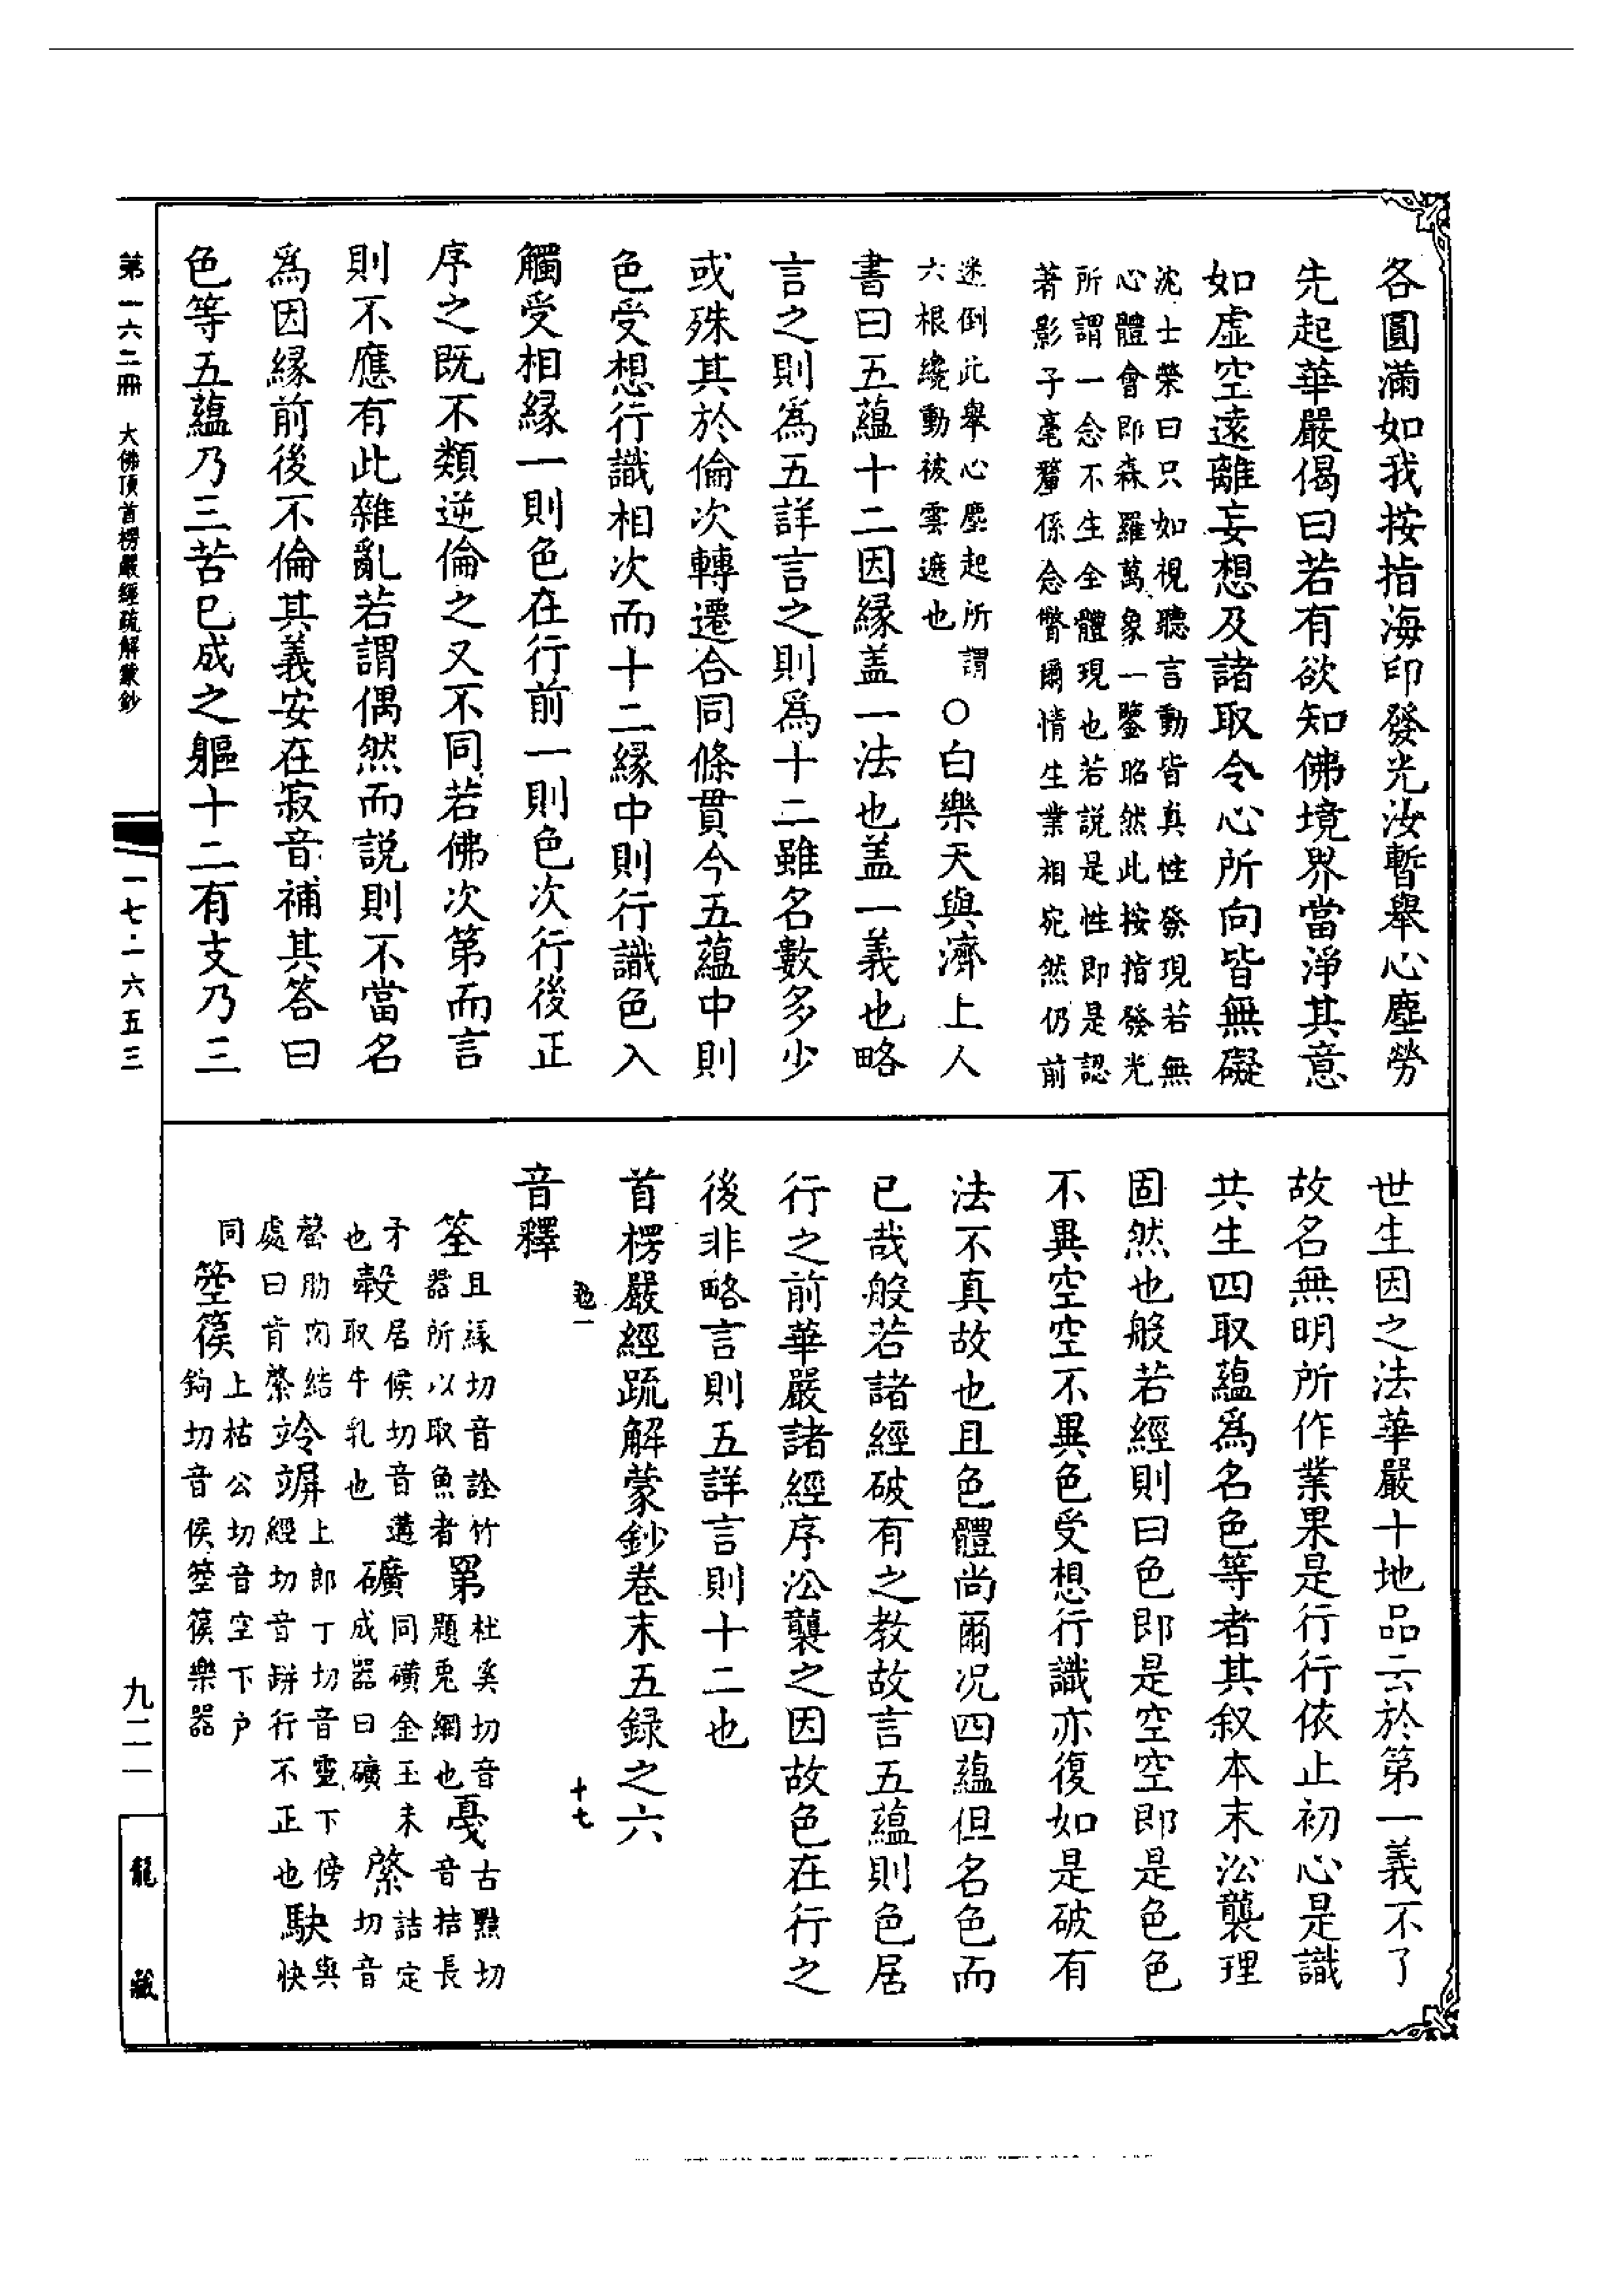 各圓滿如我按指海印發光汝暫舉心塵勞
先起華嚴偈曰若有欲知佛境界當淨其意
如虛空遠離妄想及諸取令心所向皆無礙
沈士榮曰只如視聽言動皆真性發現若無
心體會即森羅萬象一鑒昭然此按指發光
所謂一念不生全體現也若説是性即是認
著影子毫釐係念瞥爾情生業相宛然仍前
迷倒此舉心塵起所謂
六根纔動被雲遮也
○白樂天與濟上人
書曰五蘊十二因縁蓋一法也蓋一義也略
言之則爲五詳言之則爲十二雖名數多少
或殊其於倫次轉遷合同條貫今五蘊中則
色受想行識相次而十二縁中則行識色入
觸受相縁一則色在行前一則色次行後正
序之既不類逆倫之又不同若佛次第而言
則不應有此雜亂若謂偶然而説則不當名
爲因縁前後不倫其義安在寂音補其答曰
色等五蘊乃三苦已成之軀十二有支乃三
世生因之法華嚴十地品云於第一義不了
故名無明所作業果是行行依止初心是識
共生四取蘊爲名色等者其叙本末㳂襲理
固然也般若經則曰色即是空空即是色色
不異空空不異色受想行識亦復如是破有
法不真故也且色體尚爾况四蘊但名色而
已哉般若諸經破有之教故言五蘊則色居
行之前華嚴諸經序㳂襲之因故色在行之
後非略言則五詳言則十二也
首楞嚴經疏解蒙鈔卷末五録之六
十七
音釋
筌
且緣切音詮竹
器所以取魚者
罤
杜奚切音
題兎網也
戞
古黠切
音拮長
矛
也
㝅
居候切音遘
取牛乳也
礦
同磺金玉未
成器曰礦
綮
詰定
切音
罄肋肉結
處曰肯綮
竛竮
上郎丁切音靈下傍
經切音缾行不正也
駃
與
快
同
箜篌
上枯公切音空下户
鉤切音侯箜篌樂器
第一六二冊 大佛頂首楞嚴經疏解蒙鈔
一七·一六五三
九二一
龍藏